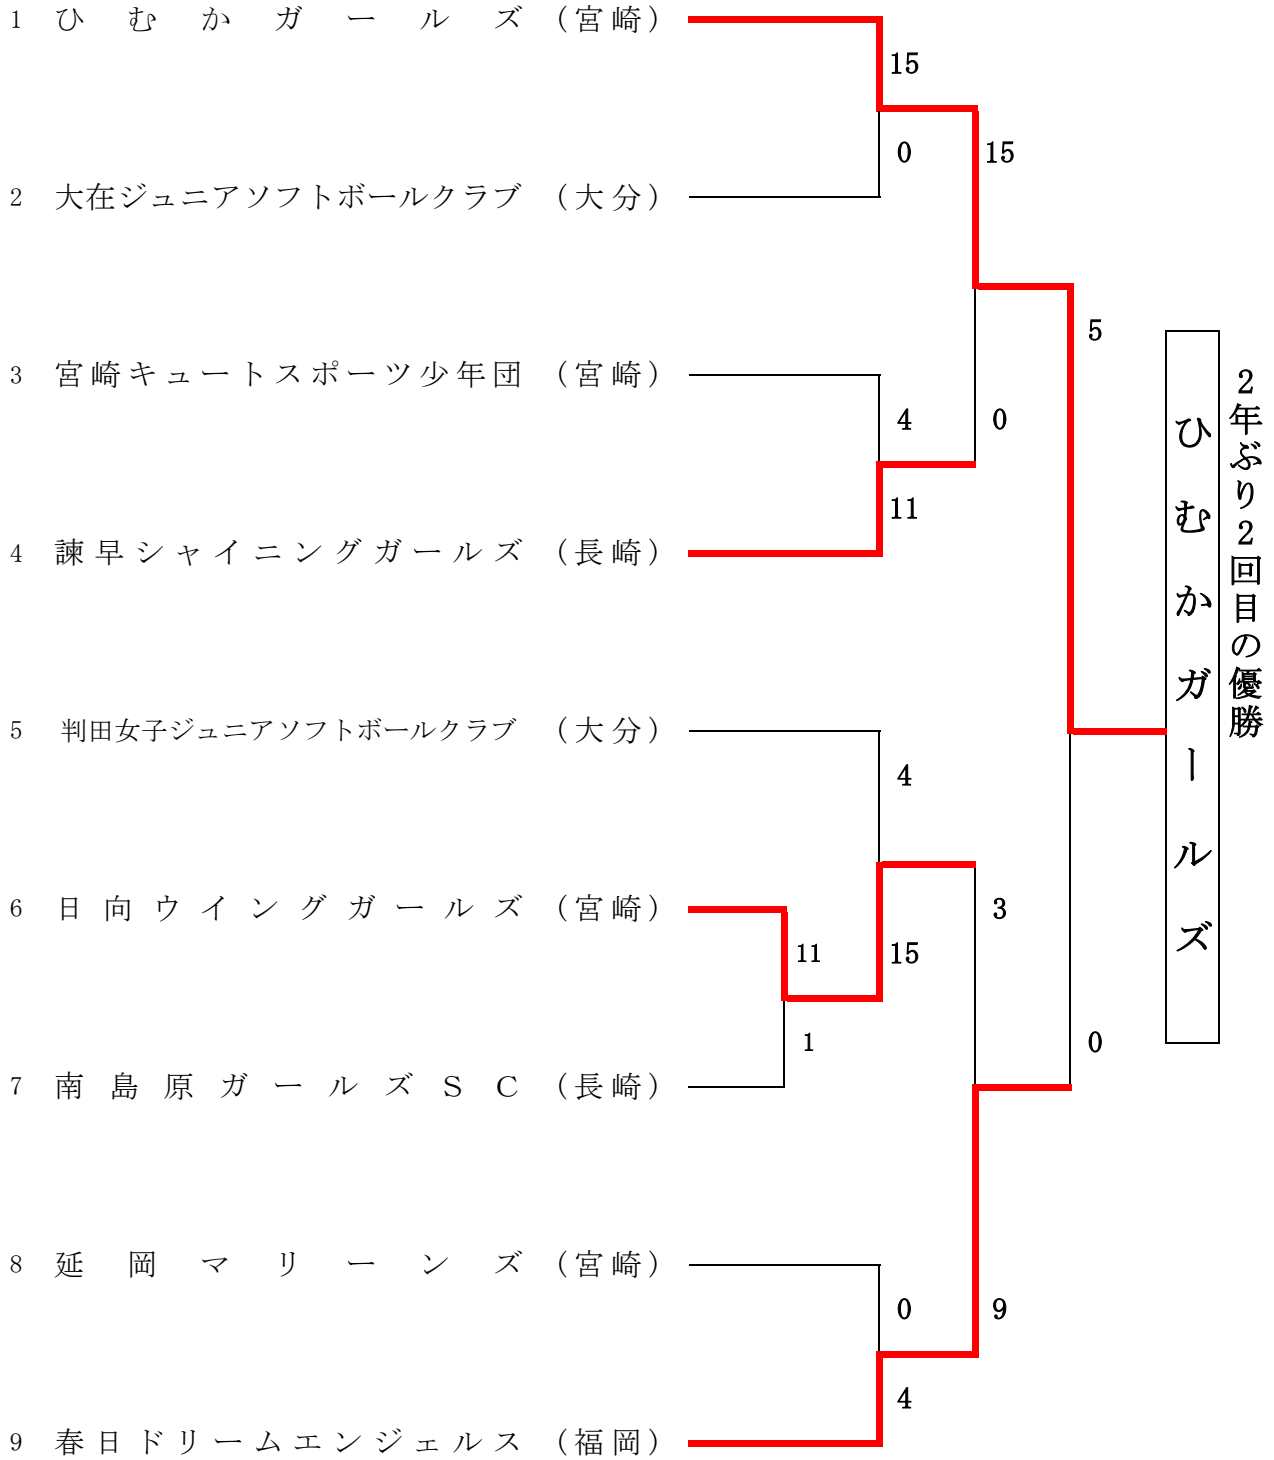 1 ひむかガールズ (宮崎)
15
0
15
2 大在ジュニアソフトボールクラブ (大分)
5
3 宮崎キュートスポーツ少年団 (宮崎)
4
0
11
4 諫早シャイニングガールズ (長崎)
2年ぶり2回目の優勝
ひむかガールズ
5 判田女子ジュニアソフトボールクラブ (大分)
4
6 日向ウイングガールズ (宮崎)
3
11
15
1
0
7 南島原ガールズSC (長崎)
8 延岡マリーンズ (宮崎)
0
9
4
9 春日ドリームエンジェルス (福岡)